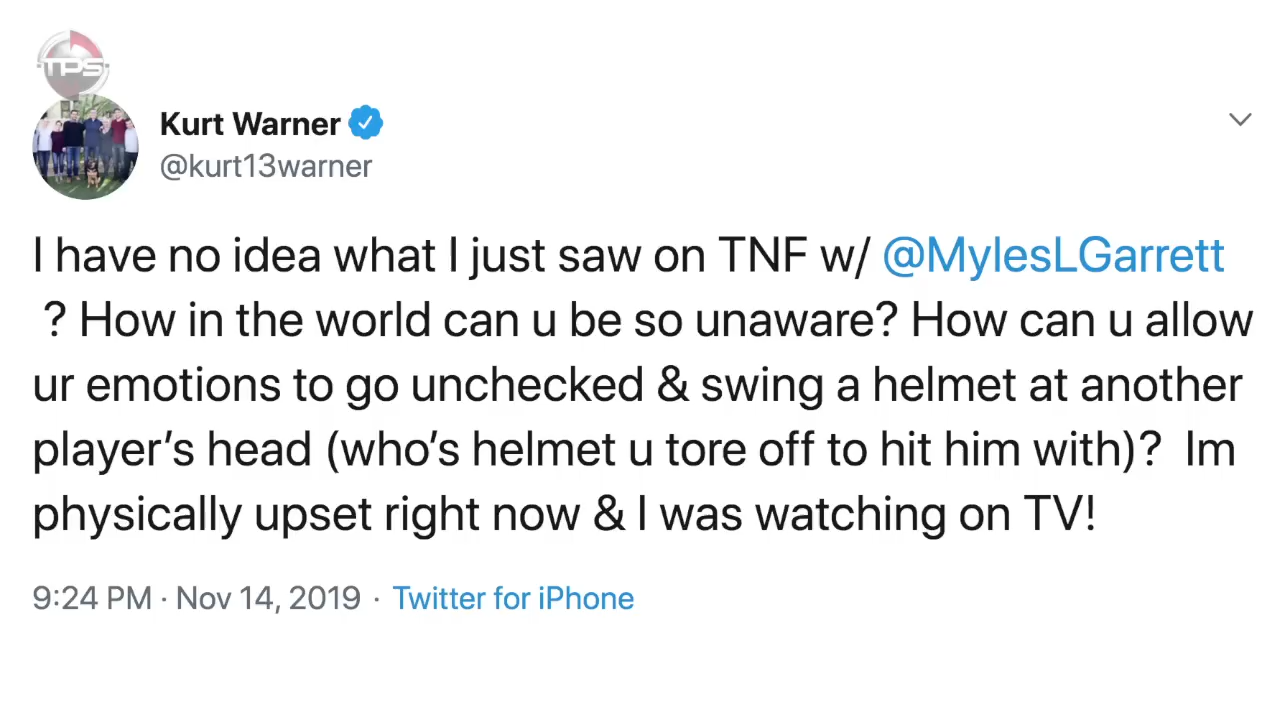 TPS
Kurt Warner
@kurt13warner
I have no idea what I just saw on TNF w/ @MylesLGarrett
? How in the world can u be so unaware? How can u allow
ur emotions to go unchecked & swing a helmet at another
player’s head (who’s helmet u tore off to hit him with)?  Im
physically upset right now & I was watching on TV!
9:24 PM · Nov 14, 2019 · Twitter for iPhone